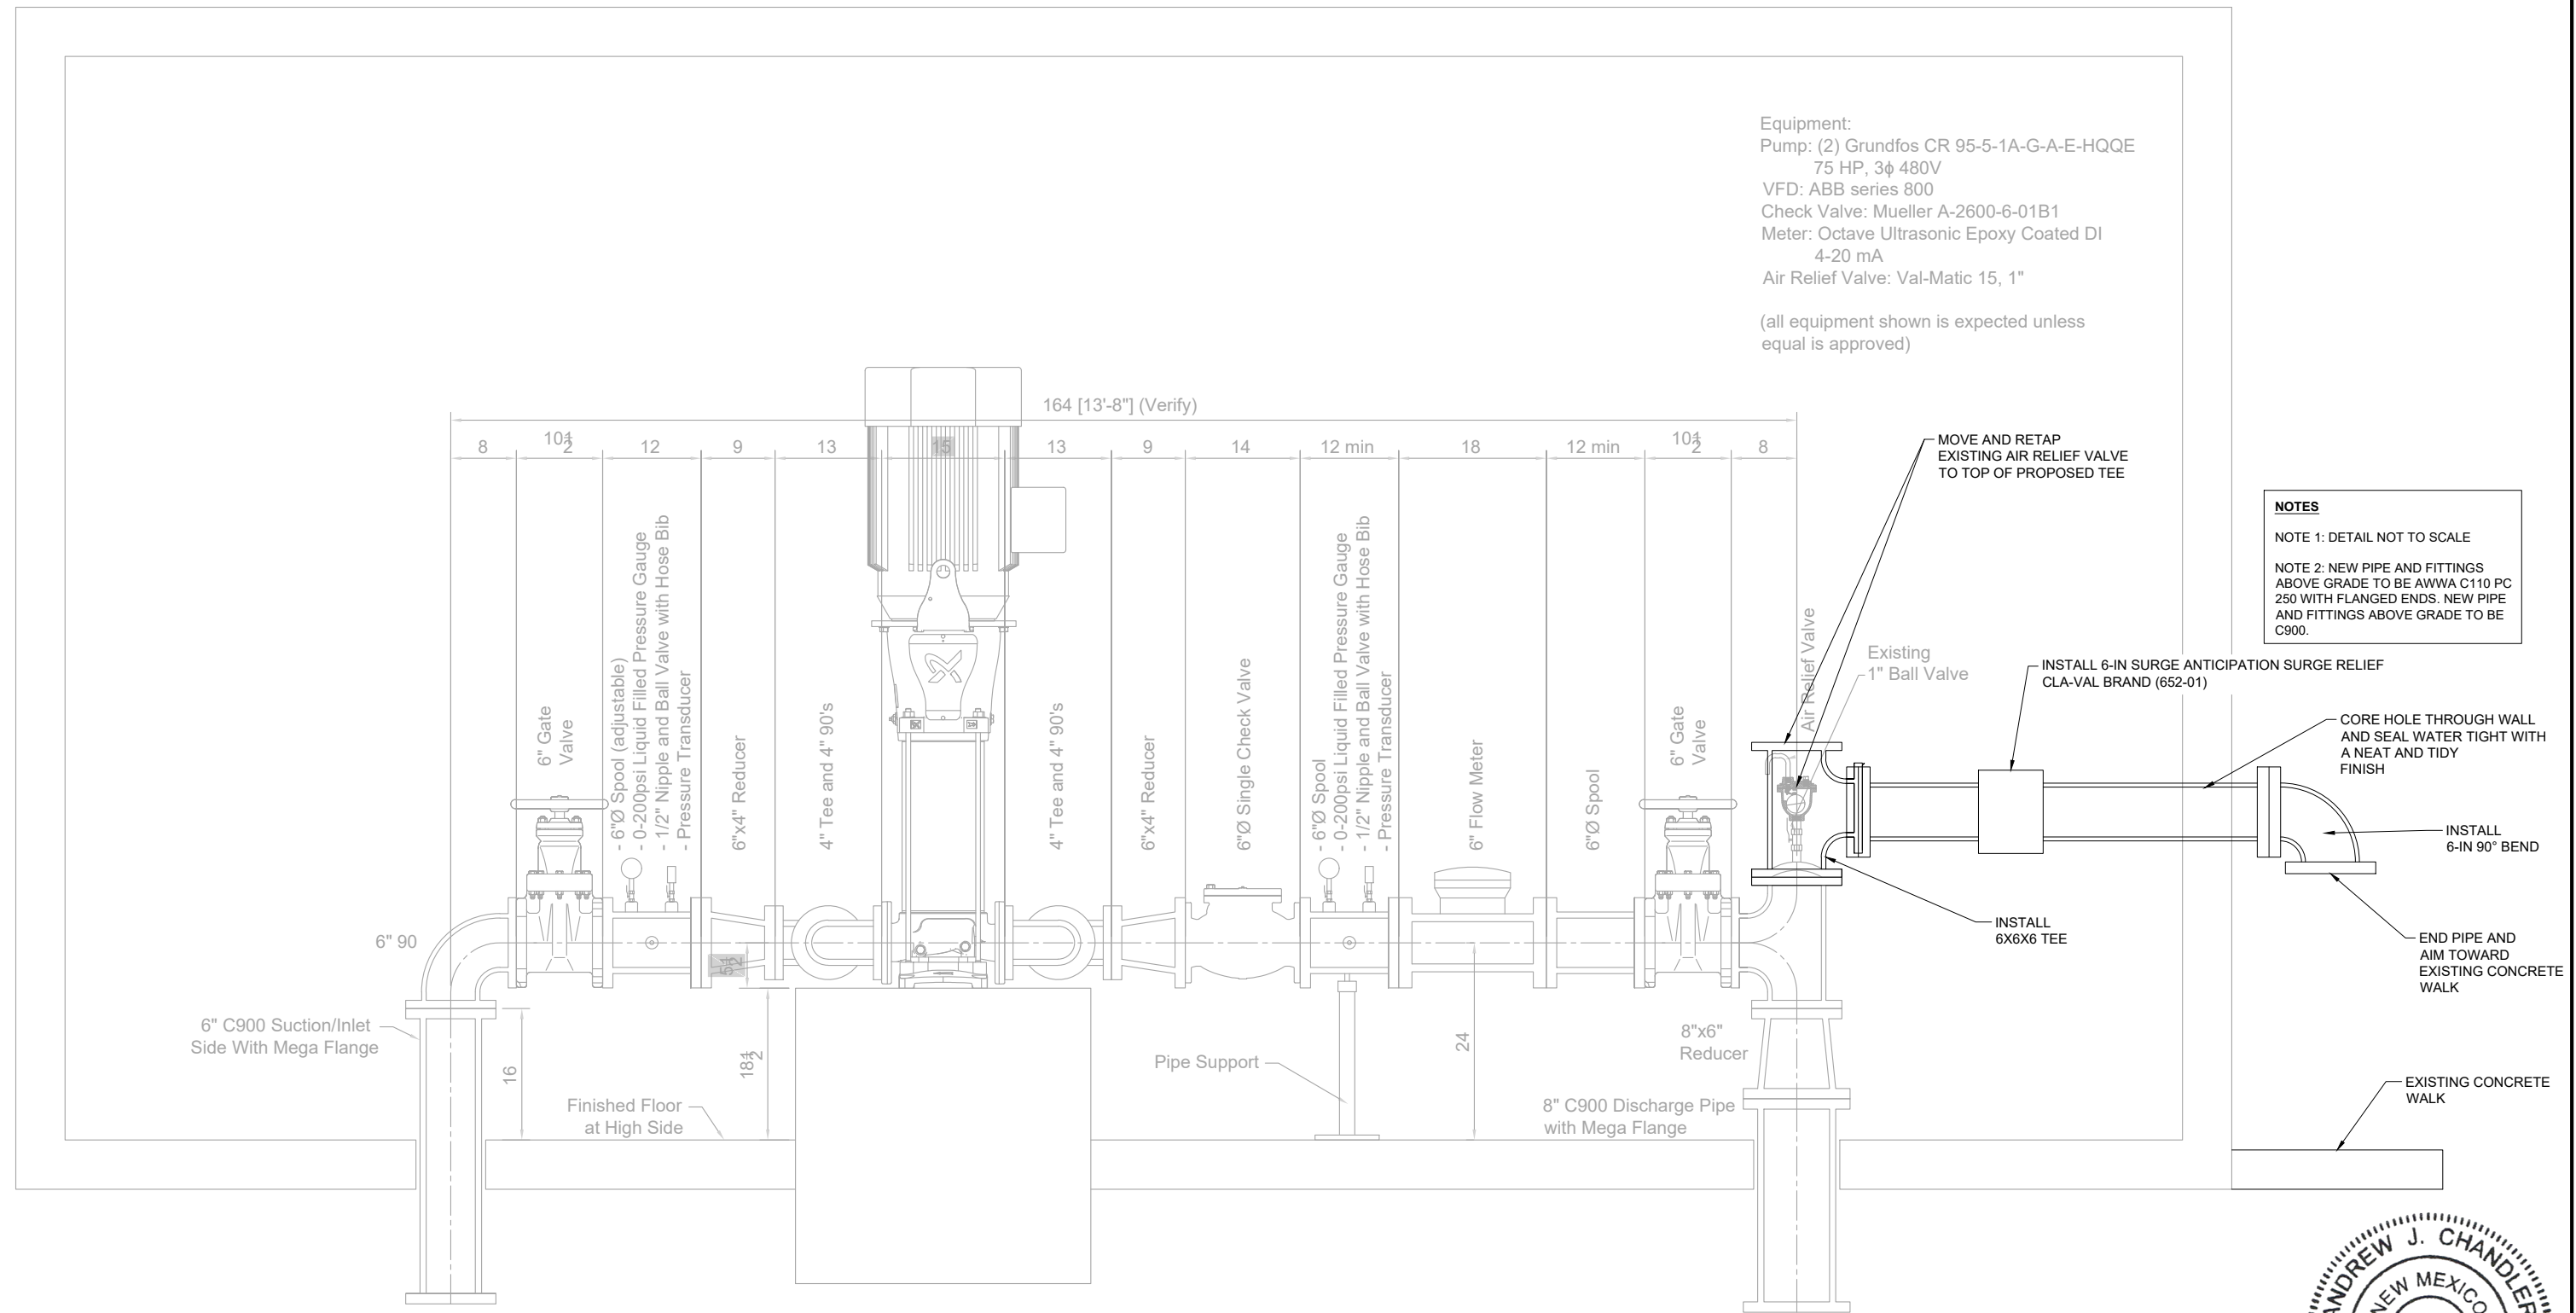 Equipment:
Pump: (2) Grundfos CR 95-5-1A-G-A-E-HQQE
75 HP, 3ϕ 480V
VFD: ABB series 800
Check Valve: Mueller A-2600-6-01B1
Meter: Octave Ultrasonic Epoxy Coated DI
4-20 mA
Air Relief Valve: Val-Matic 15, 1"
(all equipment shown is expected unless
equal is approved)
164 [13'-8"] (Verify)
8
10 1/2
12
9
13
15
13
9
14
12 min
18
12 min
10 1/2
8
MOVE AND RETAP
EXISTING AIR RELIEF VALVE
TO TOP OF PROPOSED TEE
NOTES
NOTE 1: DETAIL NOT TO SCALE
NOTE 2: NEW PIPE AND FITTINGS
ABOVE GRADE TO BE AWWA C110 PC
250 WITH FLANGED ENDS. NEW PIPE
AND FITTINGS ABOVE GRADE TO BE
C900.
6" Gate
Valve
- 6"Ø Spool (adjustable)
- 0-200psi Liquid Filled Pressure Gauge
- 1/2" Nipple and Ball Valve with Hose Bib
- Pressure Transducer
6"x4" Reducer
4" Tee and 4" 90's
4" Tee and 4" 90's
6"x4" Reducer
6"Ø Single Check Valve
- 6"Ø Spool
- 0-200psi Liquid Filled Pressure Gauge
- 1/2" Nipple and Ball Valve with Hose Bib
- Pressure Transducer
6" Flow Meter
6"Ø Spool
6" Gate
Valve
Air Relief Valve
Existing
1" Ball Valve
INSTALL 6-IN SURGE ANTICIPATION SURGE RELIEF
CLA-VAL BRAND (652-01)
CORE HOLE THROUGH WALL
AND SEAL WATER TIGHT WITH
A NEAT AND TIDY
FINISH
INSTALL
6-IN 90° BEND
INSTALL
6X6X6 TEE
END PIPE AND
AIM TOWARD
EXISTING CONCRETE
WALK
6" 90
5 1/2
6" C900 Suction/Inlet
Side With Mega Flange
16
18 1/2
24
Pipe Support
8"x6"
Reducer
Finished Floor
at High Side
8" C900 Discharge Pipe
with Mega Flange
EXISTING CONCRETE
WALK
ANDREW J. CHANDLER
NEW MEXICO